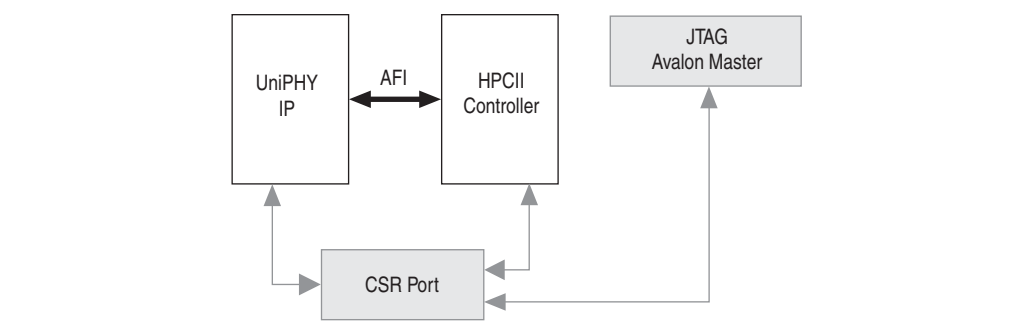 UniPHY
IP
AFI
HPCII
Controller
JTAG
Avalon Master
CSR Port